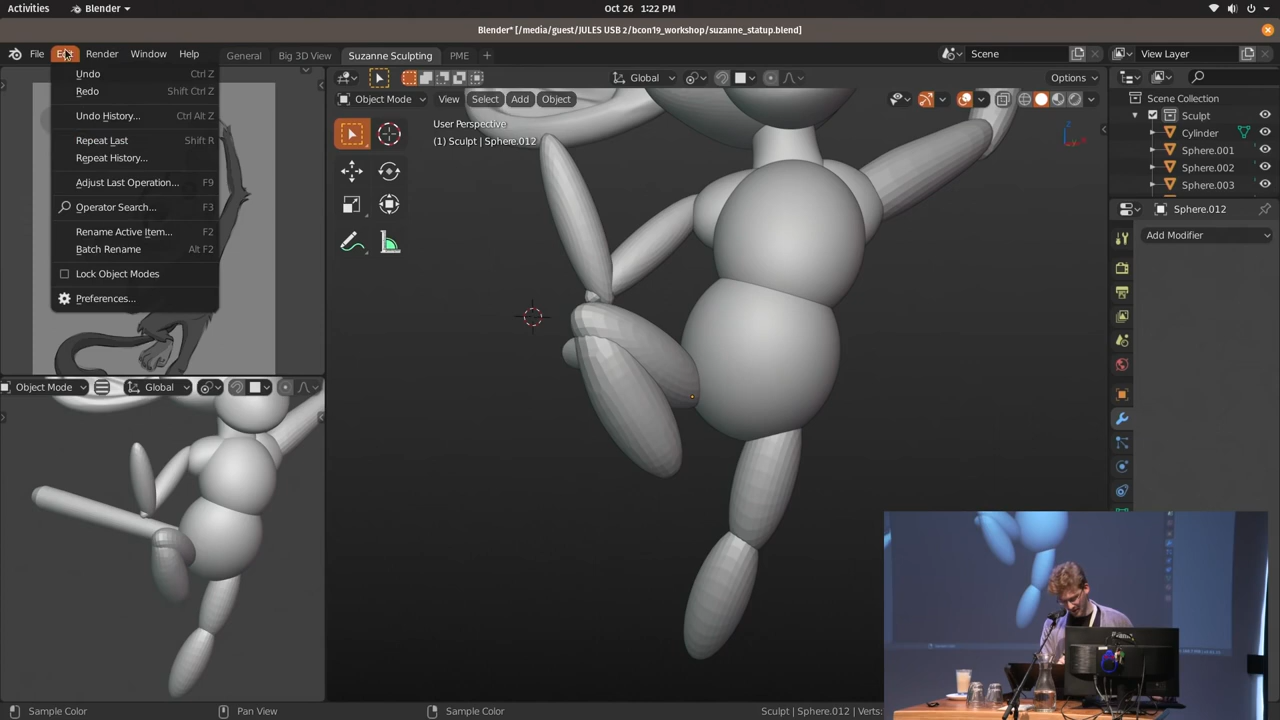 Activities
Blender
Oct 26 1:22 PM
Blender* [/media/guest/JULES USB 2/bcon19_workshop/suzanne_statup.blend]
File Edit Render Window Help
General Big 3D View Suzanne Sculpting PME +
Scene
View Layer
Undo Ctrl Z
Redo Shift Ctrl Z
Undo History... Ctrl Alt Z
Repeat Last Shift R
Repeat History...
Adjust Last Operation... F9
Operator Search... F3
Rename Active Item... F2
Batch Rename Alt F2
Lock Object Modes
Preferences...
Global
Options
Object Mode View Select Add Object
User Perspective
(1) Sculpt | Sphere.012
Scene Collection
Sculpt
Cylinder
Sphere.001
Sphere.002
Sphere.003
Sphere.012
Add Modifier
Object Mode Global
Sample Color
Pan View
Sample Color
Sculpt | Sphere.012 | Verts: